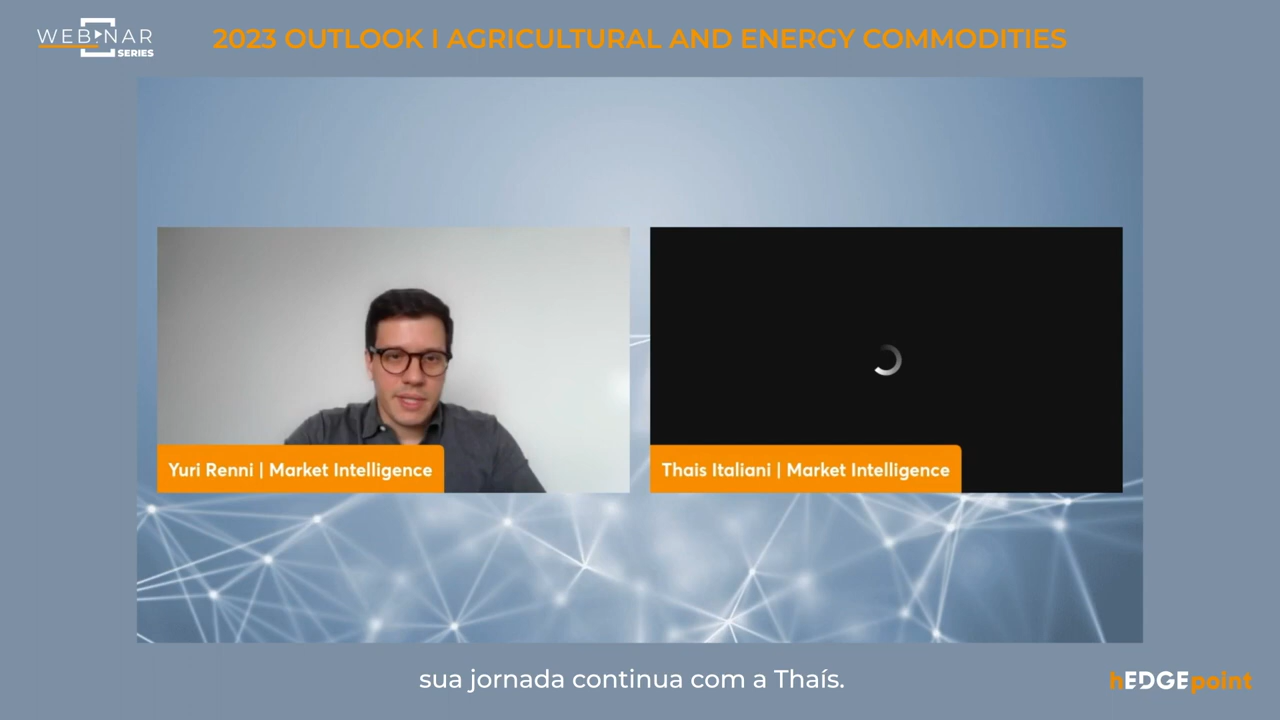 WEBINAR
SERIES
2023 OUTLOOK I AGRICULTURAL AND ENERGY COMMODITIES
Yuri Renni | Market Intelligence
Thais Italiani | Market Intelligence
sua jornada continua com a Thaís.
hEDGEpoint